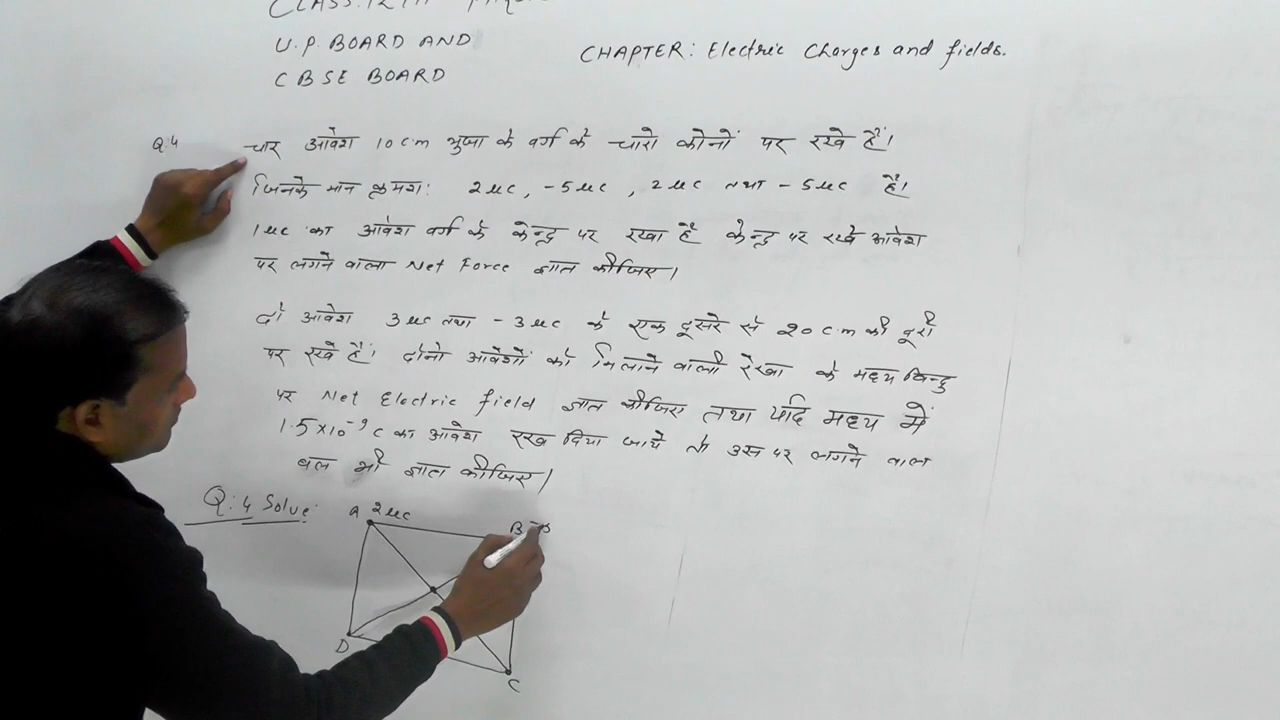 CLASS:12TH
U.P. BOARD AND
CBSE BOARD
CHAPTER: Electric Charges and fields.
Q.4 चार आवेश 10 cm भुजा के वर्ग के चारो कोनों पर रखे हैं।
जिनके मान क्रमश: 2μc, -5μc, 2μc तथा -5μc हैं।
1μc का आवेश वर्ग के केन्द्र पर रखा है केन्द्र पर रखे आवेश
पर लगने वाला Net Force ज्ञात कीजिए।
दो आवेश 3μc तथा -3μc के एक दूसरे से 20 c.m की दूरी
पर रखे हैं। दोनो आवेशों को मिलाने वाली रेखा के मध्य बिन्दु
पर Net Electric field ज्ञात कीजिए तथा यदि मध्य में
1.5×10⁻⁹ C का आवेश रख दिया जाये तो उस पर लगने वाला
बल भी ज्ञात कीजिए।
Q:4 Solve:
A 2μc
B
D
C